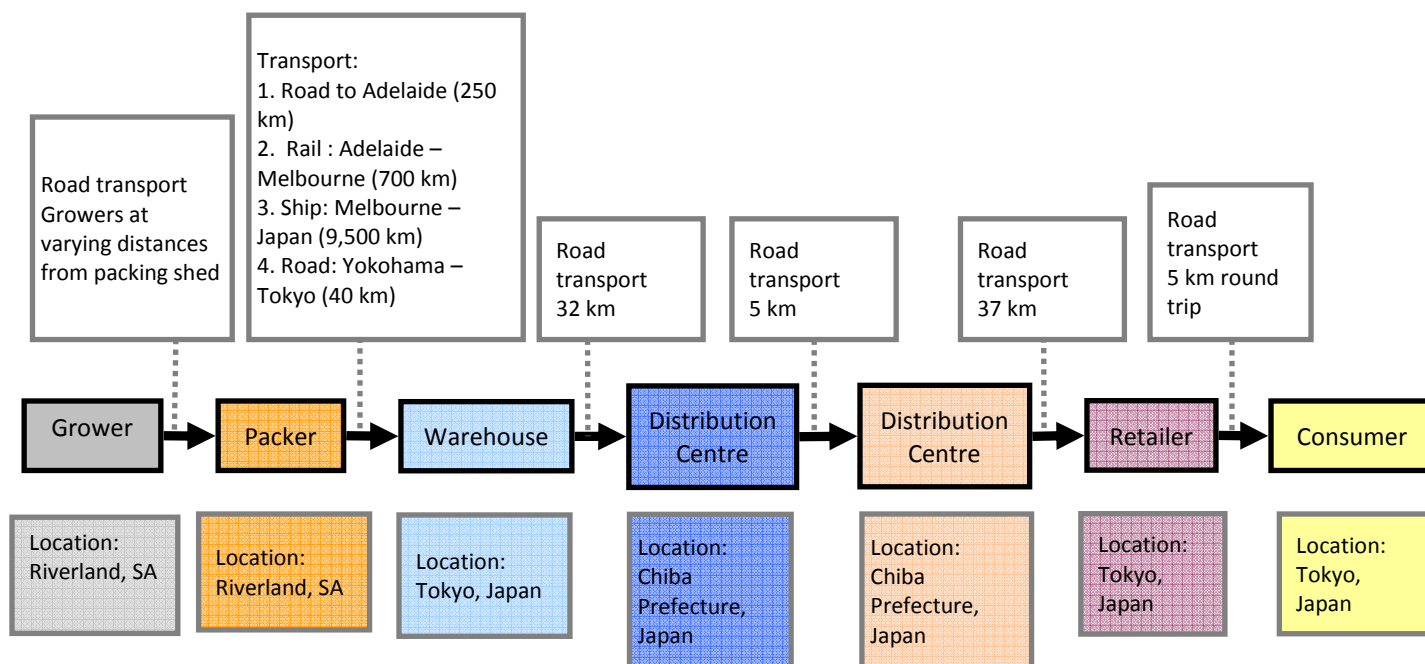 Transport:
1. Road to Adelaide (250
km)
2.  Rail : Adelaide –
Melbourne (700 km)
3. Ship: Melbourne –
Japan (9,500 km)
4. Road: Yokohama –
Tokyo (40 km)
Road transport
Growers at
varying distances
from packing shed
Road
transport
32 km
Road
transport
5 km
Road
transport
37 km
Road
transport
5 km round
trip
Grower
Packer
Warehouse
Distribution
Centre
Distribution
Centre
Retailer
Consumer
Location:
Riverland, SA
Location:
Riverland, SA
Location:
Tokyo, Japan
Location:
Chiba
Prefecture,
Japan
Location:
Chiba
Prefecture,
Japan
Location:
Tokyo,
Japan
Location:
Tokyo,
Japan